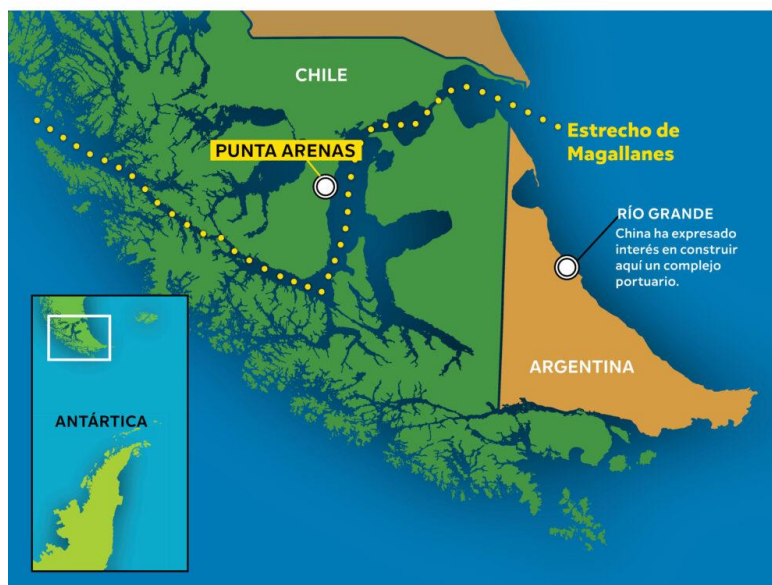 CHILE
PUNTA ARENAS
Estrecho de
Magallanes
RÍO GRANDE
China ha expresado
interés en construir
aquí un complejo
portuario.
ARGENTINA
ANTÁRTICA